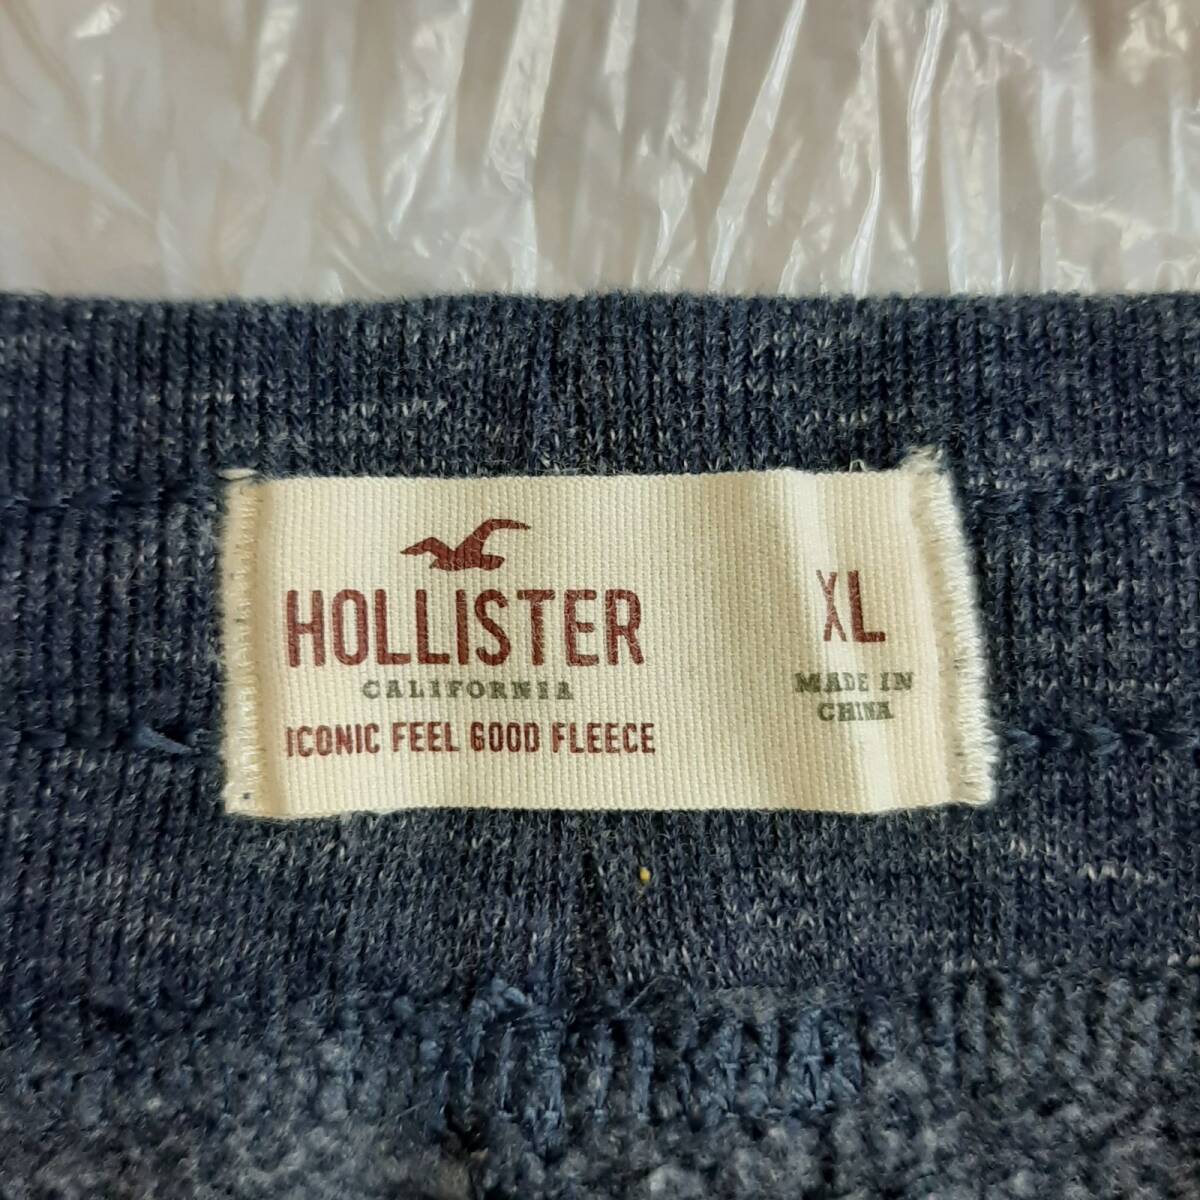 HOLLISTER
CALIFORNIA
ICONIC FEEL GOOD FLEECE
XL
MADE IN
CHINA